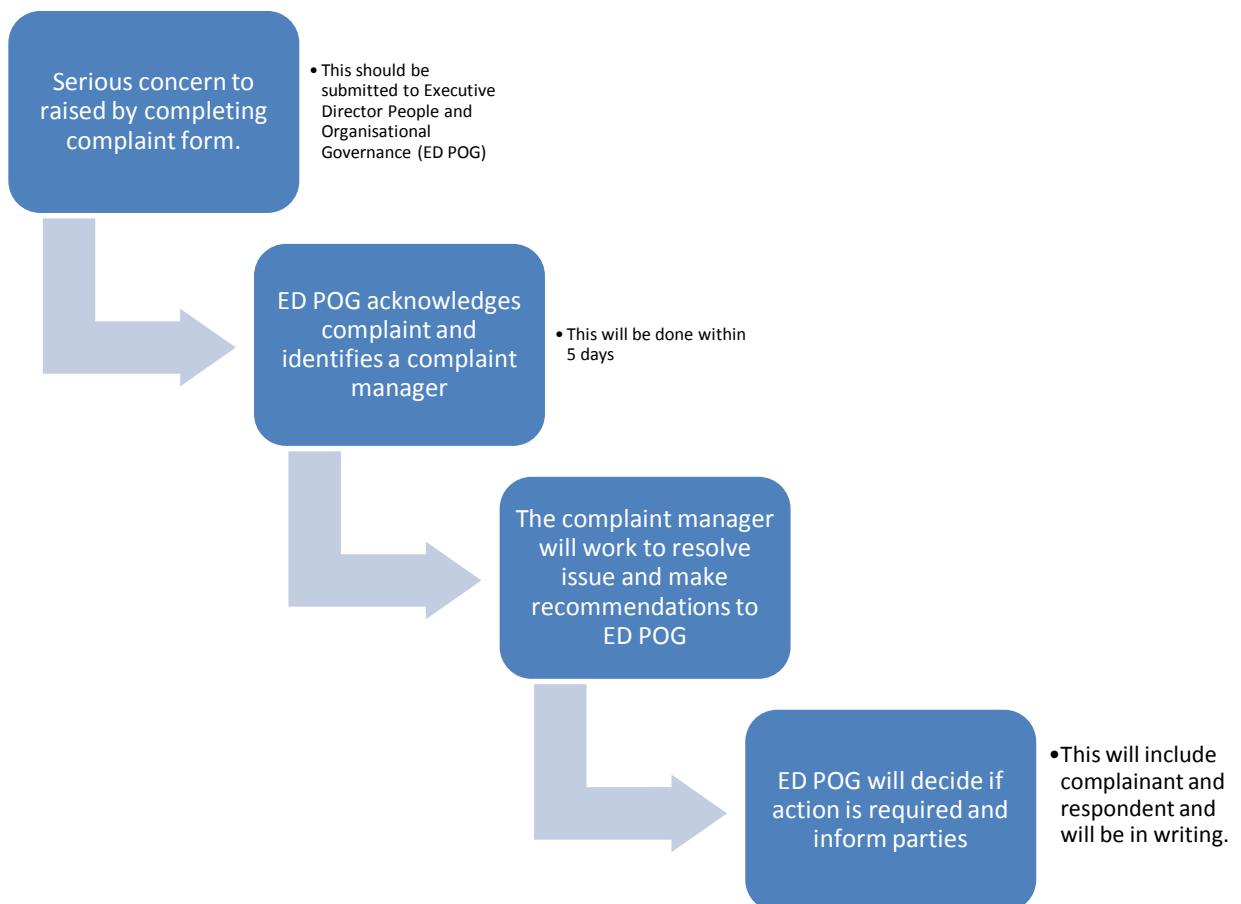 Serious concern to
raised by completing
complaint form.
• This should be
submitted to Executive
Director People and
Organisational
Governance (ED POG)
ED POG acknowledges
complaint and
identifies a complaint
manager
• This will be done within
5 days
The complaint manager
will work to resolve
issue and make
recommendations to
ED POG
ED POG will decide if
action is required and
inform parties
•This will include
complainant and
respondent and
will be in writing.